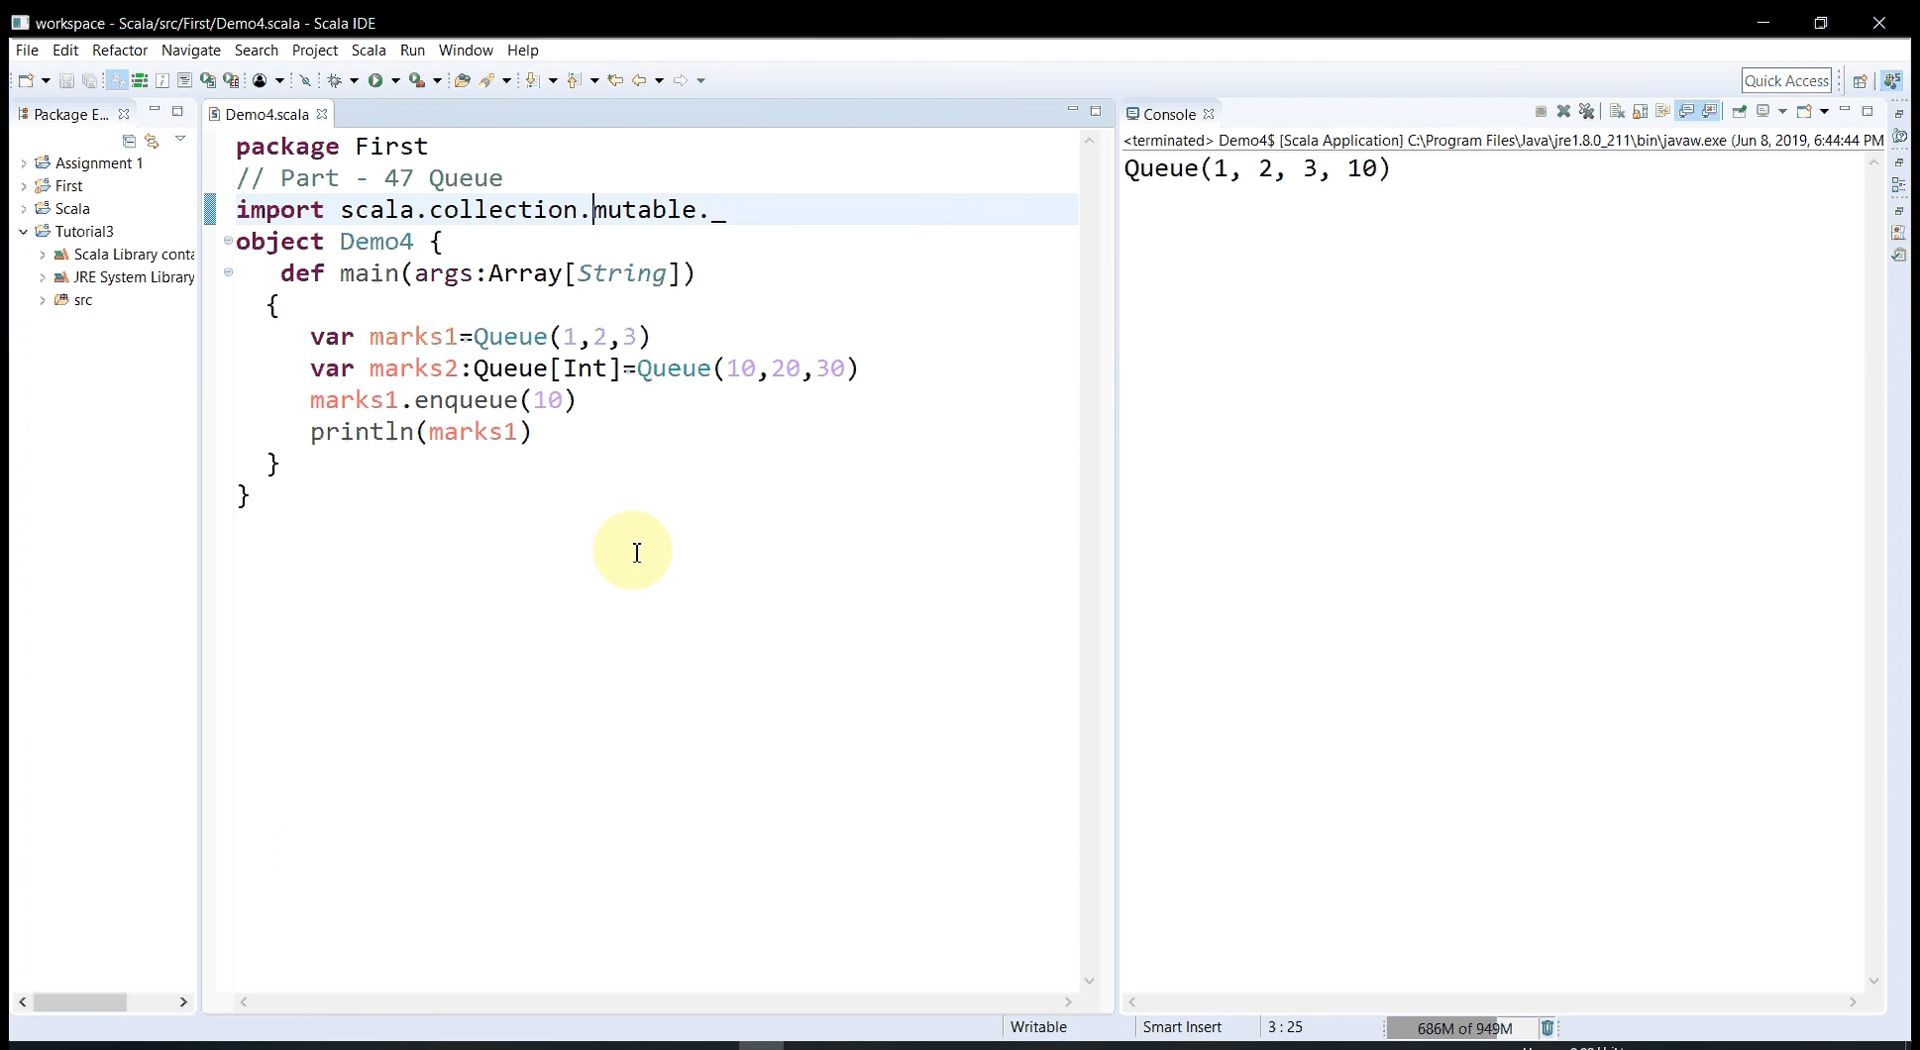 workspace - Scala/src/First/Demo4.scala - Scala IDE
File Edit Refactor Navigate Search Project Scala Run Window Help
Quick Access
Package E...
Assignment 1
First
Scala
Tutorial3
Scala Library conta
JRE System Library
src
Demo4.scala
package First
// Part - 47 Queue
import scala.collection.mutable._
object Demo4 {
def main(args:Array[String])
{
var marks1=Queue(1,2,3)
var marks2:Queue[Int]=Queue(10,20,30)
marks1.enqueue(10)
println(marks1)
}
}
Console
<terminated> Demo4$ [Scala Application] C:\Program Files\Java\jre1.8.0_211\bin\javaw.exe (Jun 8, 2019, 6:44:44 PM
Queue(1, 2, 3, 10)
Writable Smart Insert 3 : 25 686M of 949M